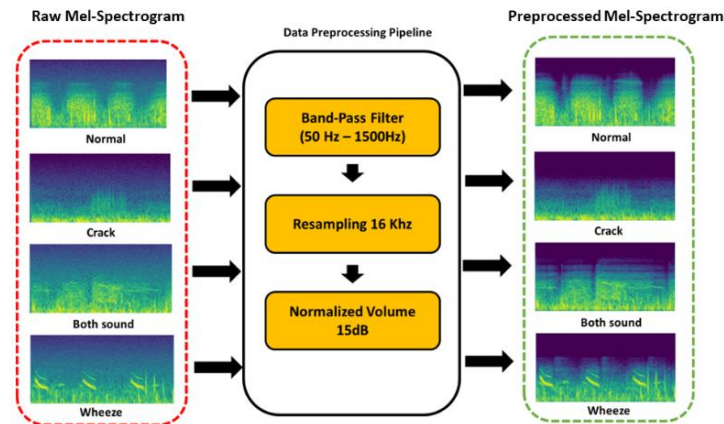 Raw Mel-Spectrogram
Normal
Crack
Both sound
Wheeze
Data Preprocessing Pipeline
Band-Pass Filter
(50 Hz – 1500Hz)
Resampling 16 Khz
Normalized Volume
15dB
Preprocessed Mel-Spectrogram
Normal
Crack
Both sound
Wheeze